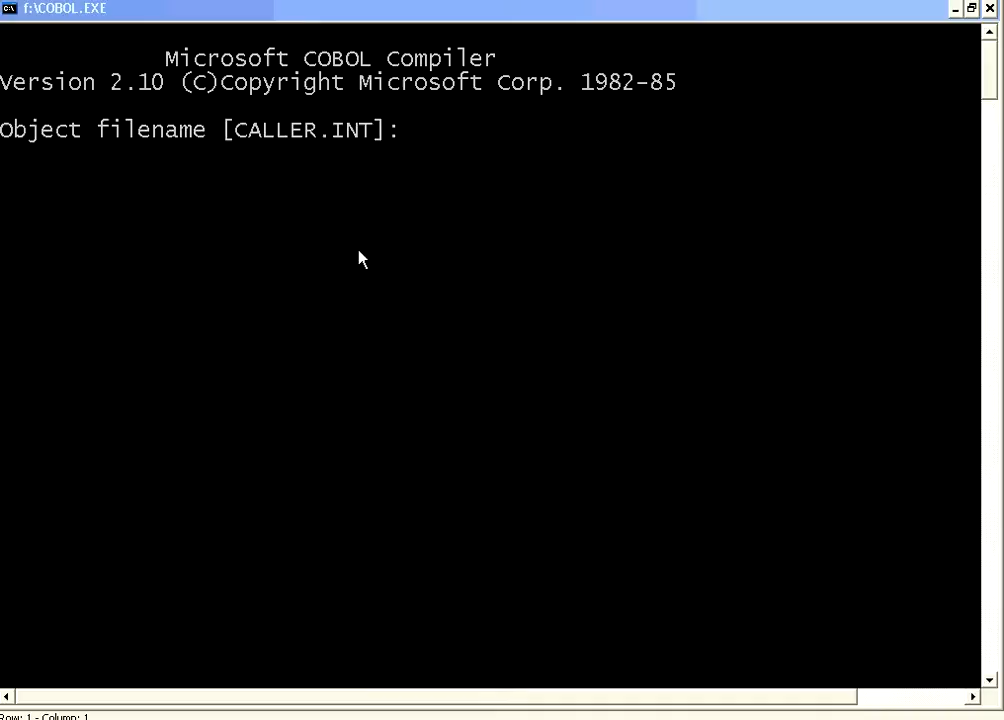 f:\COBOL.EXE
Microsoft COBOL Compiler
Version 2.10 (C)Copyright Microsoft Corp. 1982-85
Object filename [CALLER.INT]:
Row: 1 - Column: 1